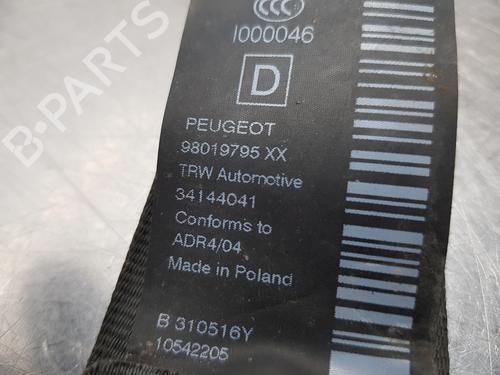 CCC
I000046
D
PEUGEOT
98019795 XX
TRW Automotive
34144041
Conforms to
ADR4/04
Made in Poland
B 310516Y
10542205
B-PARTS